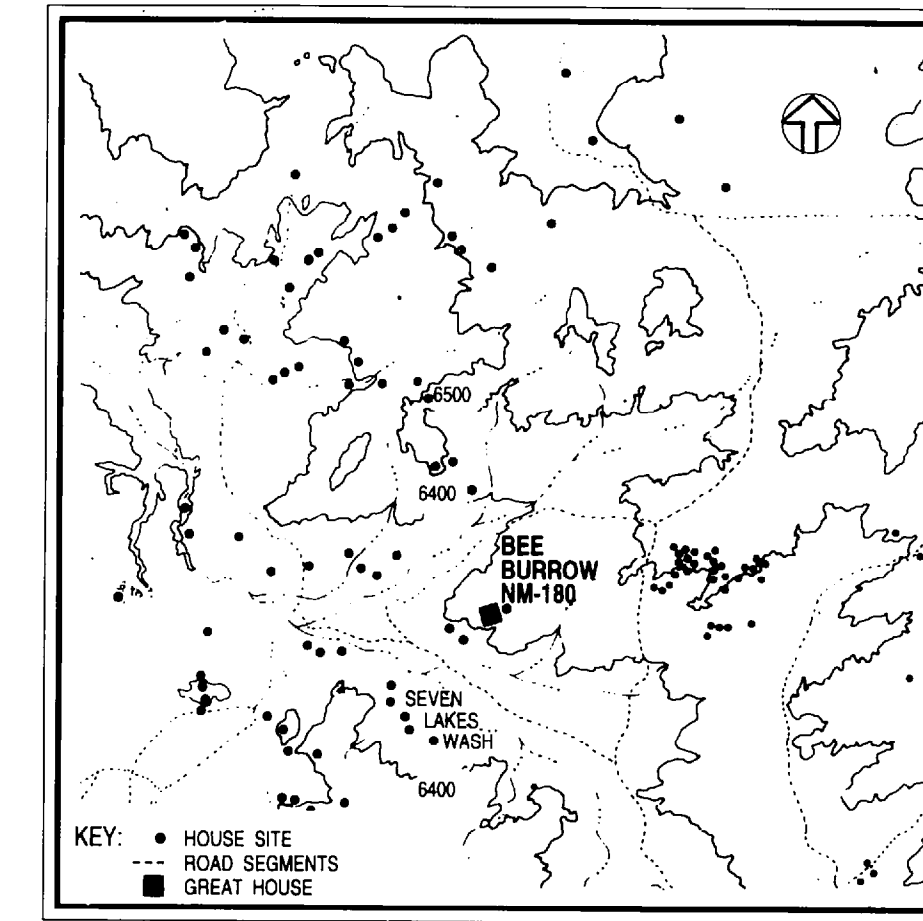 6500
6400
BEE
BURROW
NM-180
SEVEN
LAKES
WASH
6400
KEY:
HOUSE SITE
ROAD SEGMENTS
GREAT HOUSE